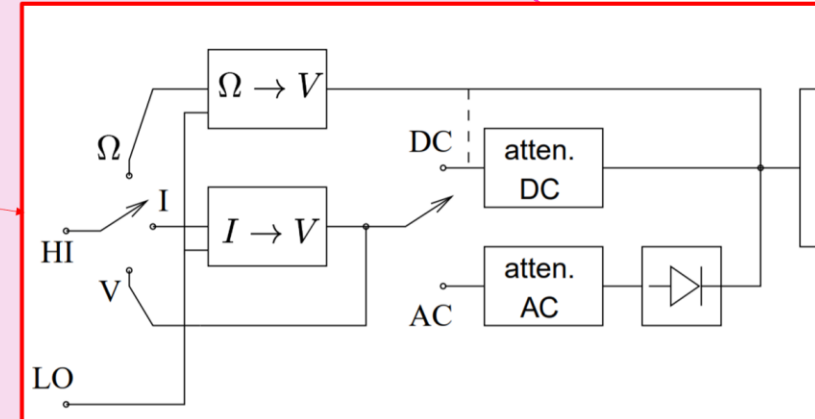 Ω → V
Ω
DC
atten.
DC
I
I → V
HI
V
atten.
AC
AC
LO